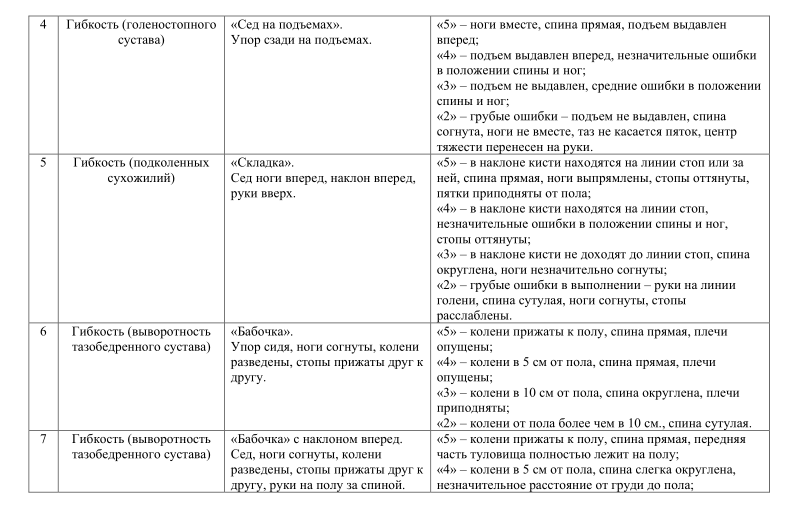 4
Гибкость (голеностопного
сустава)
«Сед на подъемах».
Упор сзади на подъемах.
«5» – ноги вместе, спина прямая, подъем выдавлен
вперед;
«4» – подъем выдавлен вперед, незначительные ошибки
в положении спины и ног;
«3» – подъем не выдавлен, средние ошибки в положении
спины и ног;
«2» – грубые ошибки – подъем не выдавлен, спина
согнута, ноги не вместе, таз не касается пяток, центр
тяжести перенесен на руки.
5
Гибкость (подколенных
сухожилий)
«Складка».
Сед ноги вперед, наклон вперед,
руки вверх.
«5» – в наклоне кисти находятся на линии стоп или за
ней, спина прямая, ноги выпрямлены, стопы оттянуты,
пятки приподняты от пола;
«4» – в наклоне кисти находятся на линии стоп,
незначительные ошибки в положении спины и ног,
стопы оттянуты;
«3» – в наклоне кисти не доходят до линии стоп, спина
округлена, ноги незначительно согнуты;
«2» – грубые ошибки в выполнении – руки на линии
голени, спина сутулая, ноги согнуты, стопы
расслаблены.
6
Гибкость (выворотность
тазобедренного сустава)
«Бабочка».
Упор сидя, ноги согнуты, колени
разведены, стопы прижаты друг к
другу.
«5» – колени прижаты к полу, спина прямая, плечи
опущены;
«4» – колени в 5 см от пола, спина прямая, плечи
опущены;
«3» – колени в 10 см от пола, спина округлена, плечи
приподняты;
«2» – колени от пола более чем в 10 см., спина сутулая.
7
Гибкость (выворотность
тазобедренного сустава)
«Бабочка» с наклоном вперед.
Сед, ноги согнуты, колени
разведены, стопы прижаты друг к
другу, руки на полу за спиной.
«5» – колени прижаты к полу, спина прямая, передняя
часть туловища полностью лежит на полу;
«4» – колени в 5 см от пола, спина слегка округлена,
незначительное расстояние от груди до пола;